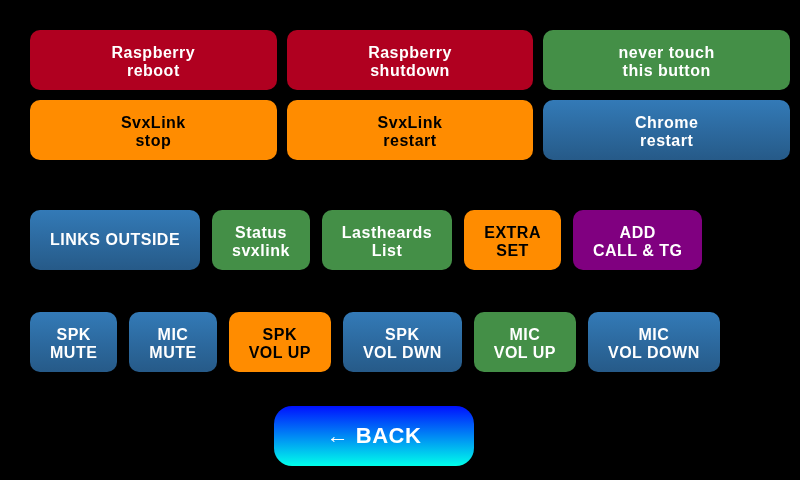 Raspberry
reboot
Raspberry
shutdown
never touch
this button
SvxLink
stop
SvxLink
restart
Chrome
restart
LINKS OUTSIDE
Status
svxlink
Lastheards
List
EXTRA
SET
ADD
CALL & TG
SPK
MUTE
MIC
MUTE
SPK
VOL UP
SPK
VOL DWN
MIC
VOL UP
MIC
VOL DOWN
← BACK